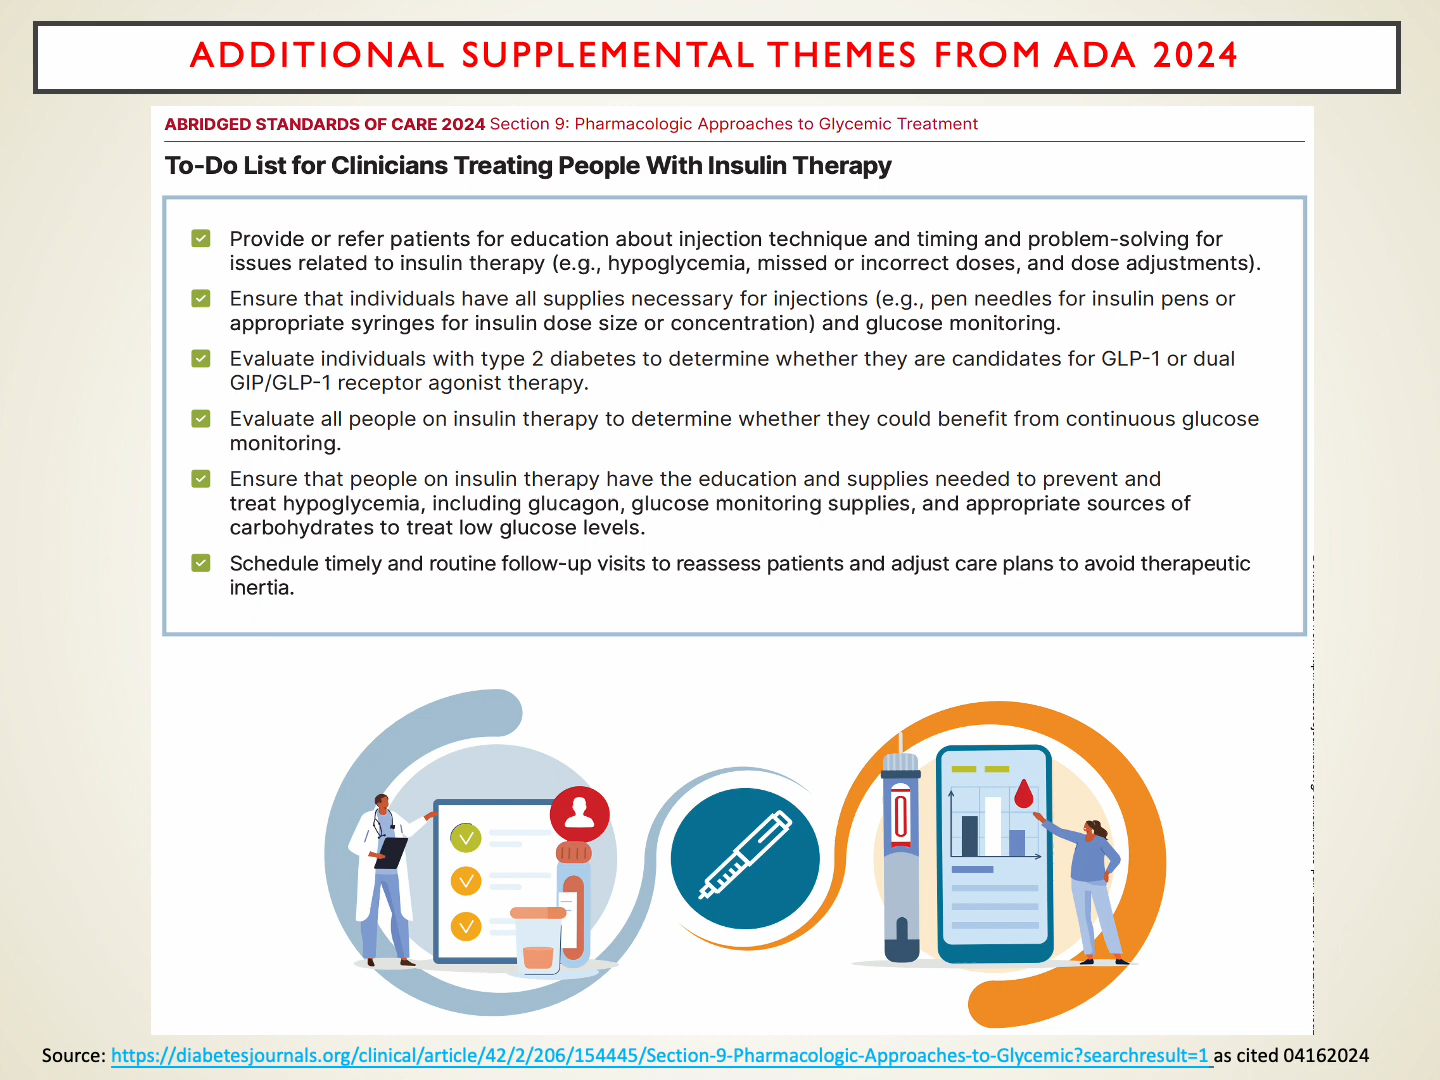 ADDITIONAL SUPPLEMENTAL THEMES FROM ADA 2024
ABRIDGED STANDARDS OF CARE 2024 Section 9: Pharmacologic Approaches to Glycemic Treatment
To-Do List for Clinicians Treating People With Insulin Therapy
Provide or refer patients for education about injection technique and timing and problem-solving for
issues related to insulin therapy (e.g., hypoglycemia, missed or incorrect doses, and dose adjustments).
Ensure that individuals have all supplies necessary for injections (e.g., pen needles for insulin pens or
appropriate syringes for insulin dose size or concentration) and glucose monitoring.
Evaluate individuals with type 2 diabetes to determine whether they are candidates for GLP-1 or dual
GIP/GLP-1 receptor agonist therapy.
Evaluate all people on insulin therapy to determine whether they could benefit from continuous glucose
monitoring.
Ensure that people on insulin therapy have the education and supplies needed to prevent and
treat hypoglycemia, including glucagon, glucose monitoring supplies, and appropriate sources of
carbohydrates to treat low glucose levels.
Schedule timely and routine follow-up visits to reassess patients and adjust care plans to avoid therapeutic
inertia.
Source: https://diabetesjournals.org/clinical/article/42/2/206/154445/Section-9-Pharmacologic-Approaches-to-Glycemic?searchresult=1 as cited 04162024